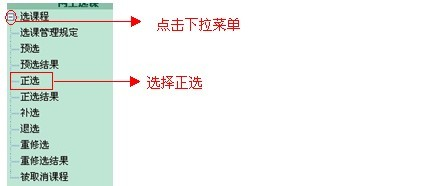 网上选课
选课程
点击下拉菜单
选课管理规定
预选
预选结果
正选
选择正选
正选结果
补选
退选
重修选
重修选结果
被取消课程